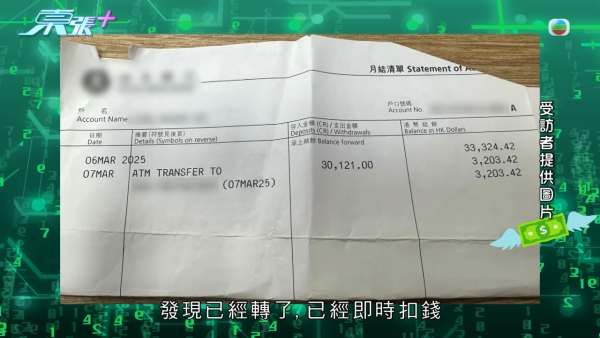 東張+
月結清單 Statement of A
戶 名
Account Name
戶口號碼
Account No.
A
日期
Date
摘要 (符號見後頁)
Details (Symbols on reverse)
存入金額 (CR) / 支出金額
Deposits (CR) / Withdrawals
港幣結餘
Balance in HK Dollars
承上結餘 Balance forward
06MAR 2025
33,324.42
07MAR
ATM TRANSFER TO
30,121.00
3,203.42
(07MAR25)
3,203.42
受訪者提供圖片
$
發現已經轉了, 已經即時扣錢